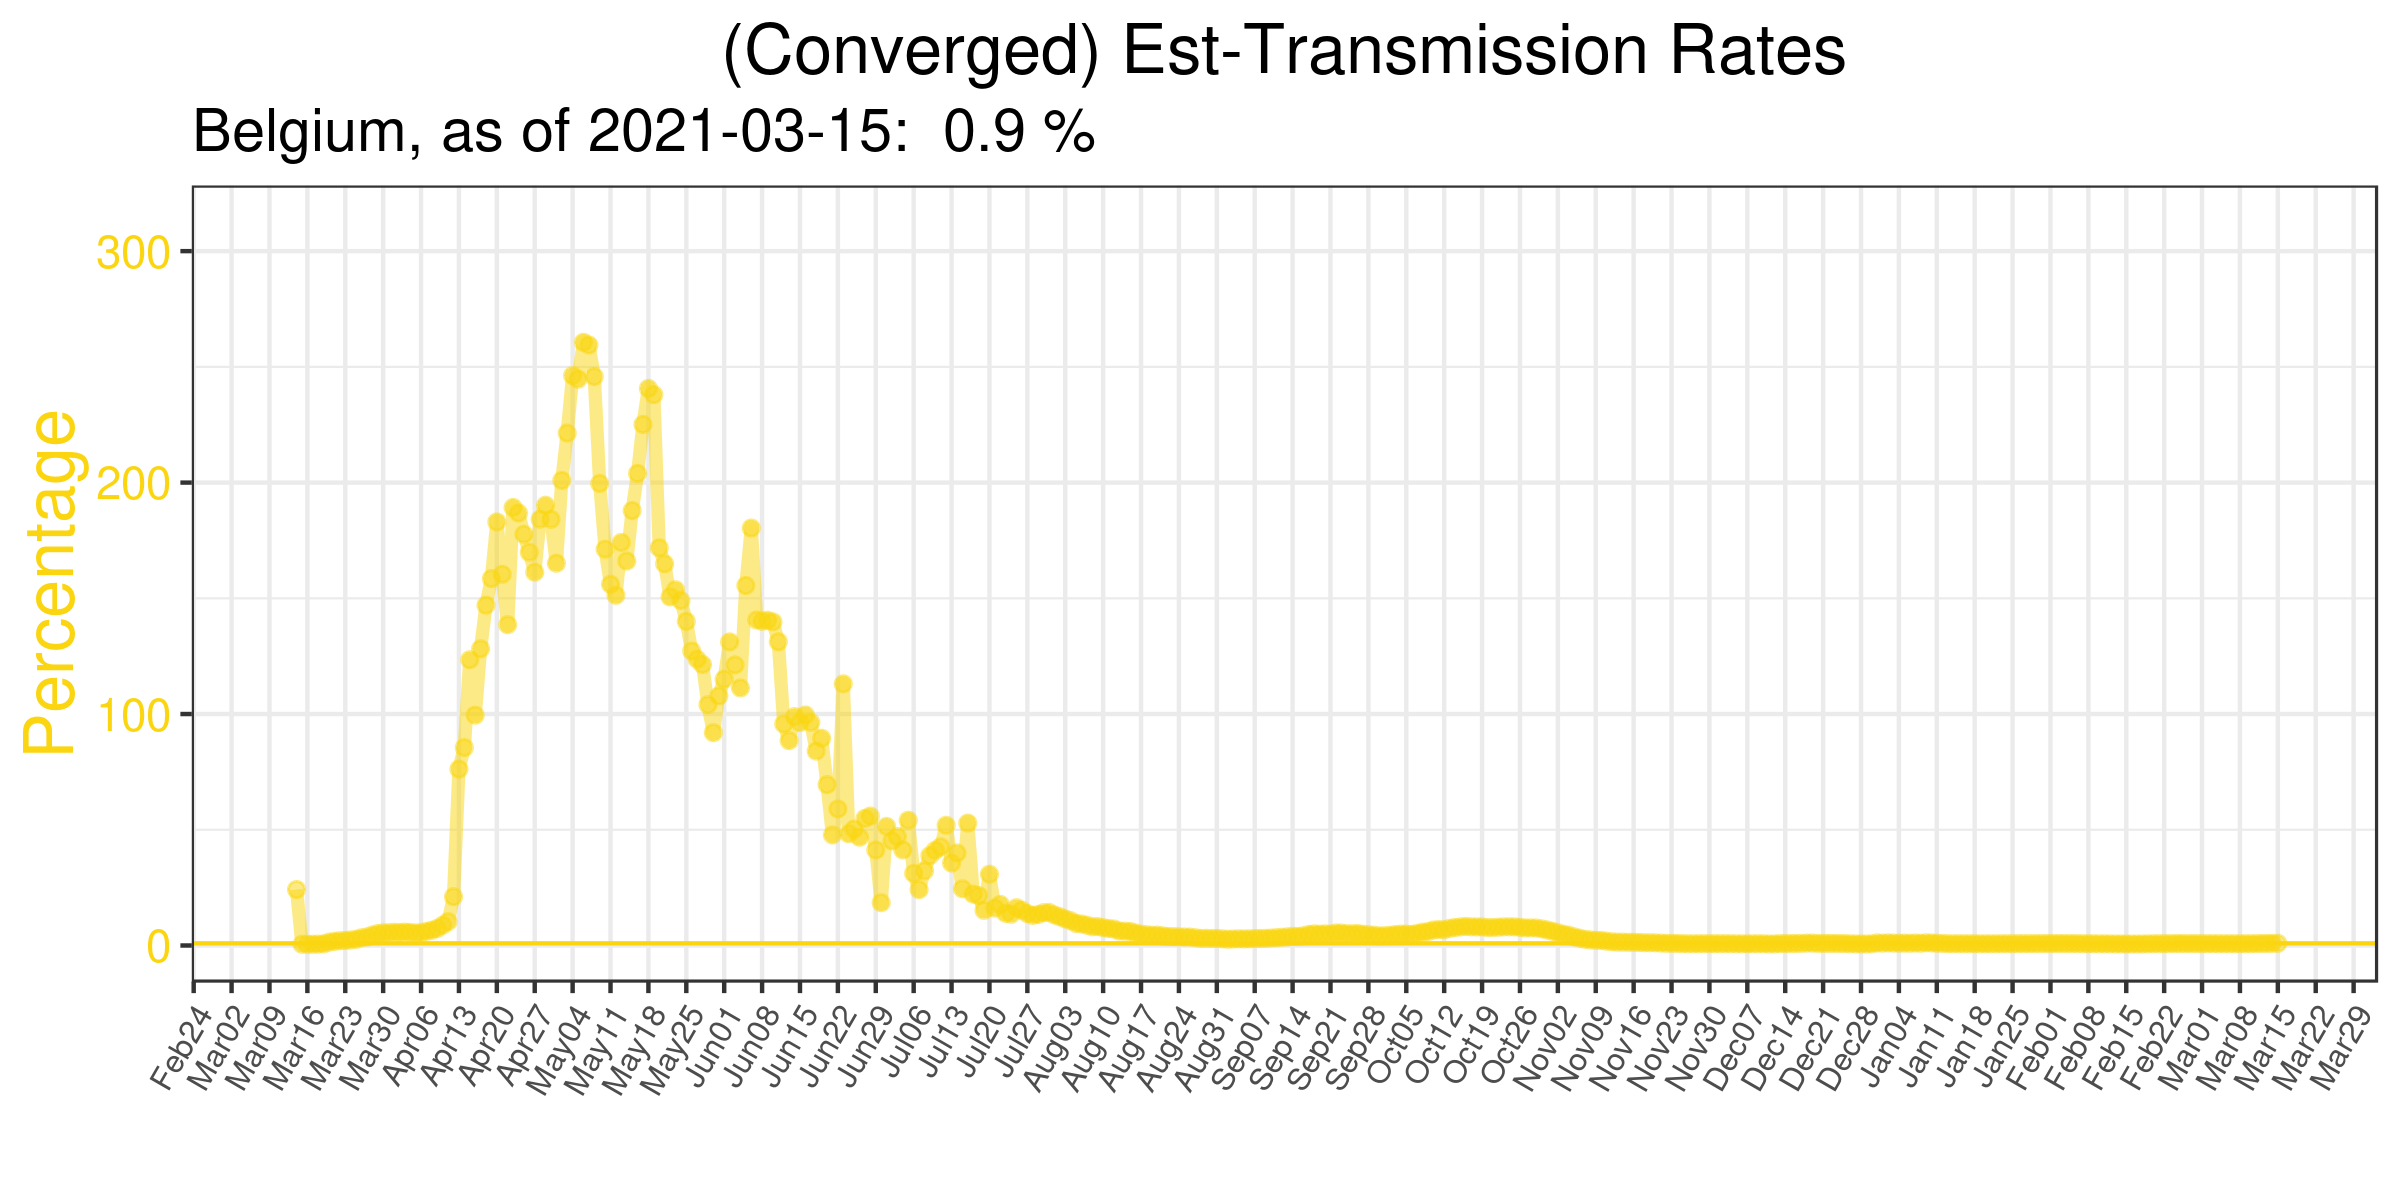 (Converged) Est-Transmission Rates
Belgium, as of 2021-03-15:  0.9 %
Percentage
300
200
100
0
Feb24 Mar02 Mar09 Mar16 Mar23 Mar30 Apr06 Apr13 Apr20 Apr27 May04 May11 May18 May25 Jun01 Jun08 Jun15 Jun22 Jun29 Jul06 Jul13 Jul20 Jul27 Aug03 Aug10 Aug17 Aug24 Aug31 Sep07 Sep14 Sep21 Sep28 Oct05 Oct12 Oct19 Oct26 Nov02 Nov09 Nov16 Nov23 Nov30 Dec07 Dec14 Dec21 Dec28 Jan04 Jan11 Jan18 Jan25 Feb01 Feb08 Feb15 Feb22 Mar01 Mar08 Mar15 Mar22 Mar29